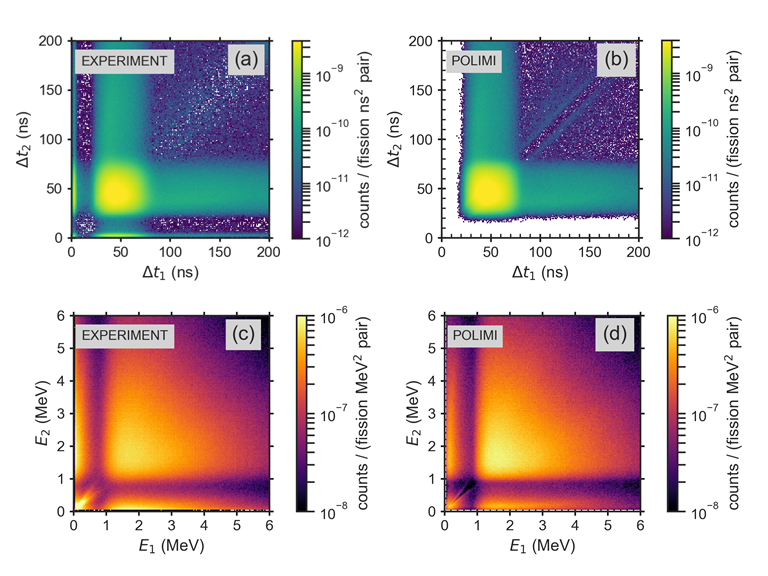 200
150
100
50
0
Δt₂ (ns)
EXPERIMENT
(a)
0 50 100 150 200
Δt₁ (ns)
10⁻⁹
10⁻¹⁰
10⁻¹¹
10⁻¹²
counts / (fission ns² pair)
200
150
100
50
0
Δt₂ (ns)
POLIMI
(b)
0 50 100 150 200
Δt₁ (ns)
10⁻⁹
10⁻¹⁰
10⁻¹¹
10⁻¹²
counts / (fission ns² pair)
6
5
4
3
2
1
0
E₂ (MeV)
EXPERIMENT
(c)
0 1 2 3 4 5 6
E₁ (MeV)
10⁻⁶
10⁻⁷
10⁻⁸
counts / (fission MeV² pair)
6
5
4
3
2
1
0
E₂ (MeV)
POLIMI
(d)
0 1 2 3 4 5 6
E₁ (MeV)
10⁻⁶
10⁻⁷
10⁻⁸
counts / (fission MeV² pair)